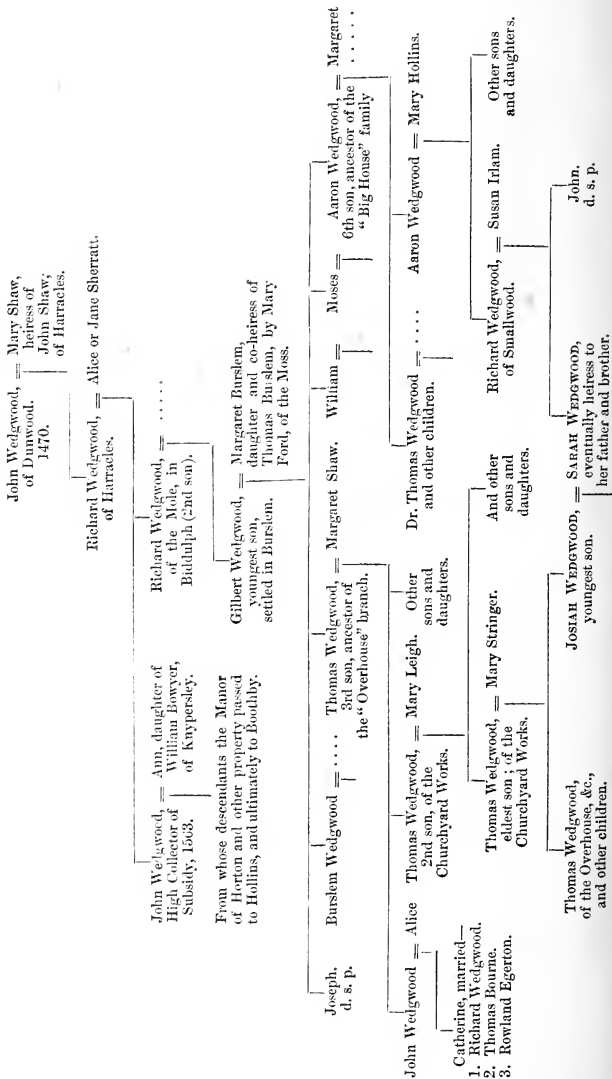 John Wedgwood, = Mary Shaw,
of Dunwood. heiress of
1470. John Shaw;
of Harracles.
Richard Wedgwood, = Alice or Jane Sherratt.
of Harracles.
John Wedgwood, = Ann, daughter of
High Collector of William Bowyer,
Subsidy, 1563. of Knypersley.
From whose descendants the Manor
of Horton and other property passed
to Hollins, and ultimately to Boothby.
Richard Wedgwood, = .....
of the Mole, in
Biddulph (2nd son).
Gilbert Wedgwood, = Margaret Burslem,
youngest son, daughter and co-heiress of
settled in Burslem. Thomas Burslem, by Mary
Ford, of the Moss.
Joseph.
d. s. p.
Burslem Wedgwood = ....
Thomas Wedgwood, = Margaret Shaw.
3rd son, ancestor of
the "Overhouse" branch.
William =
Moses =
Aaron Wedgwood, = Margaret
6th son, ancestor of the .....
"Big House" family
John Wedgwood = Alice
Catherine, married—
1. Richard Wedgwood.
2. Thomas Bourne.
3. Rowland Egerton.
Thomas Wedgwood, = Mary Leigh.
2nd son, of the
Churchyard Works.
Other
sons and
daughters.
Dr. Thomas Wedgwood = .....
and other children.
Aaron Wedgwood = Mary Hollins.
Thomas Wedgwood, = Mary Stringer.
eldest son; of the
Churchyard Works.
And other
sons and
daughters.
Richard Wedgwood, = Susan Irlam.
of Smallwood.
Other sons
and daughters.
Thomas Wedgwood,
of the Overhouse, &c.,
and other children.
JOSIAH WEDGWOOD, = SARAH WEDGWOOD,
youngest son. eventually heiress to
her father and brother.
John.
d. s. p.